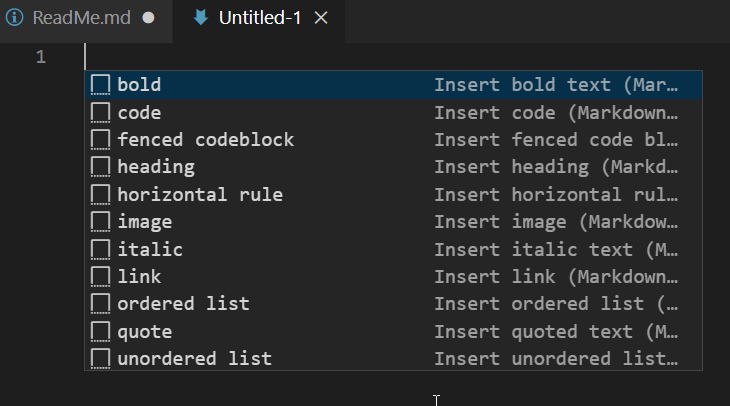 ReadMe.md Untitled-1
1
bold Insert bold text (Mar…
code Insert code (Markdown…
fenced codeblock Insert fenced code bl…
heading Insert heading (Markd…
horizontal rule Insert horizontal rul…
image Insert image (Markdow…
italic Insert italic text (M…
link Insert link (Markdown…
ordered list Insert ordered list (…
quote Insert quoted text (M…
unordered list Insert unordered list…